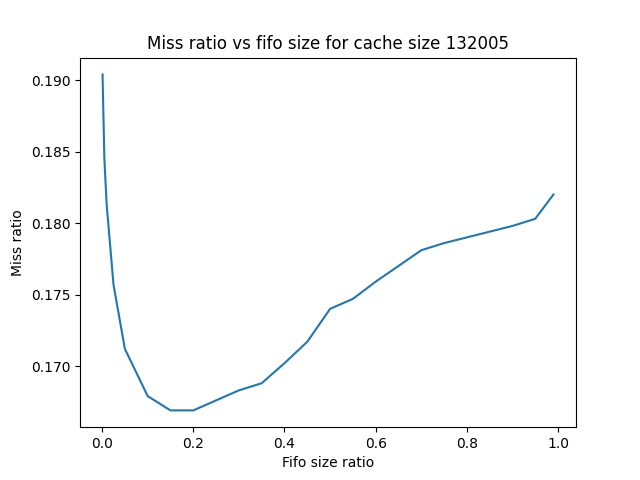 Miss ratio vs fifo size for cache size 132005
0.190
0.185
0.180
0.175
0.170
Miss ratio
0.0 0.2 0.4 0.6 0.8 1.0
Fifo size ratio